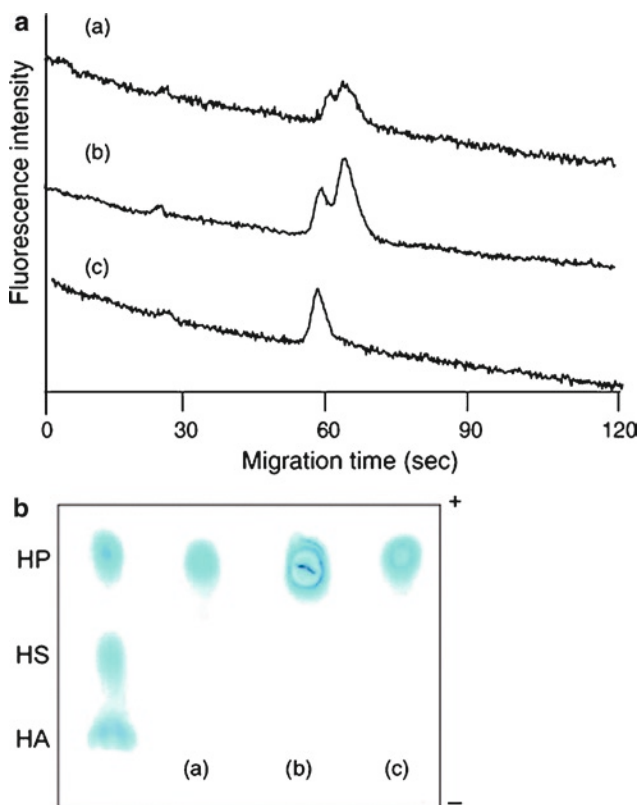 a
(a)
(b)
(c)
Fluorescence intensity
0 30 60 90 120
Migration time (sec)
b
+
HP
HS
HA
(a) (b) (c)
–